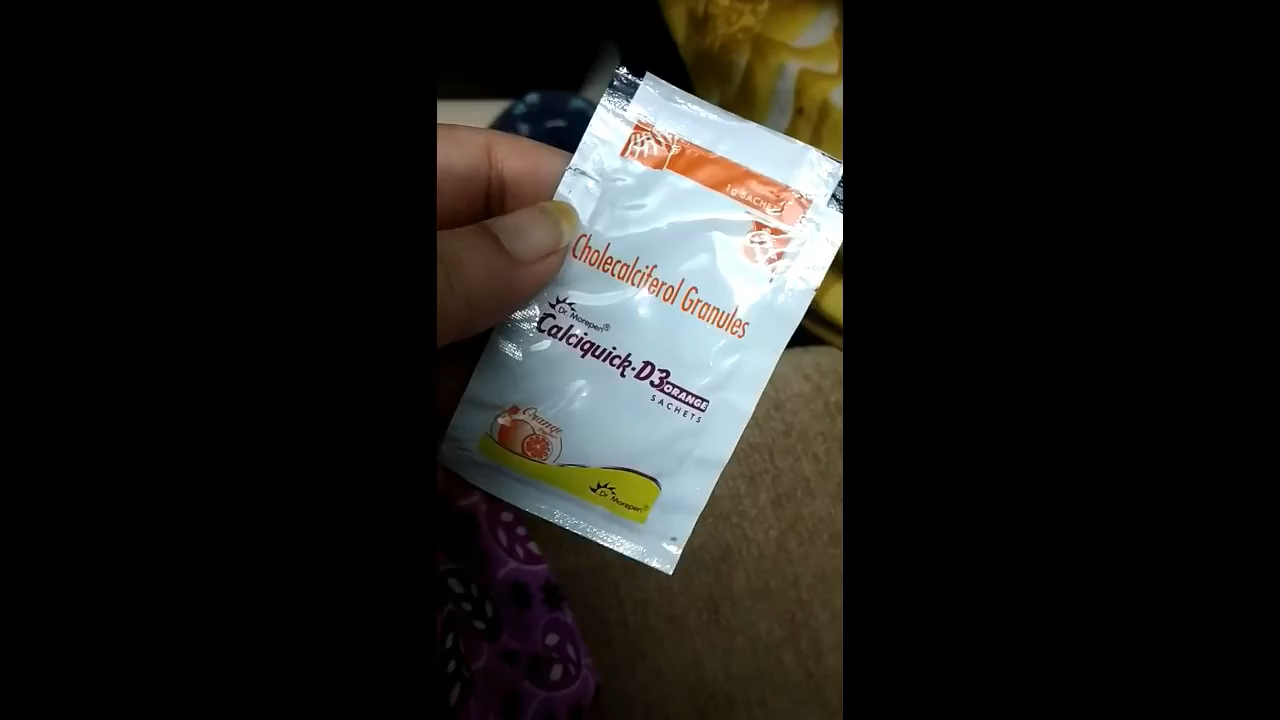 1g SACHET
Cholecalciferol Granules
Dr. Morepen®
Calciquick-D3 ORANGE
SACHETS
Orange
Dr. Morepen®